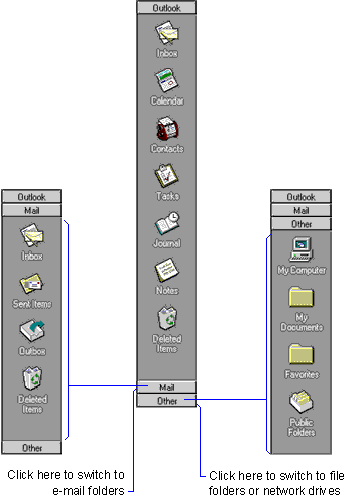 Outlook
Inbox
Calendar
Contacts
Tasks
Journal
Notes
Deleted
Items
Mail
Other
Outlook
Mail
Inbox
Sent Items
Outbox
Deleted
Items
Other
Outlook
Mail
Other
My Computer
My
Documents
Favorites
Public
Folders
Click here to switch to
e-mail folders
Click here to switch to file
folders or network drives